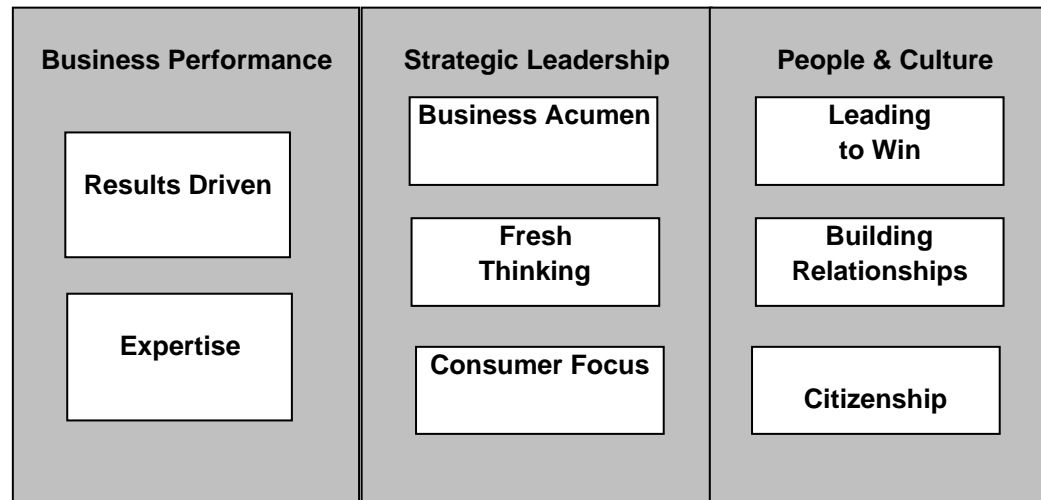 Business Performance
Results Driven
Expertise
Strategic Leadership
Business Acumen
Fresh
Thinking
Consumer Focus
People & Culture
Leading
to Win
Building
Relationships
Citizenship